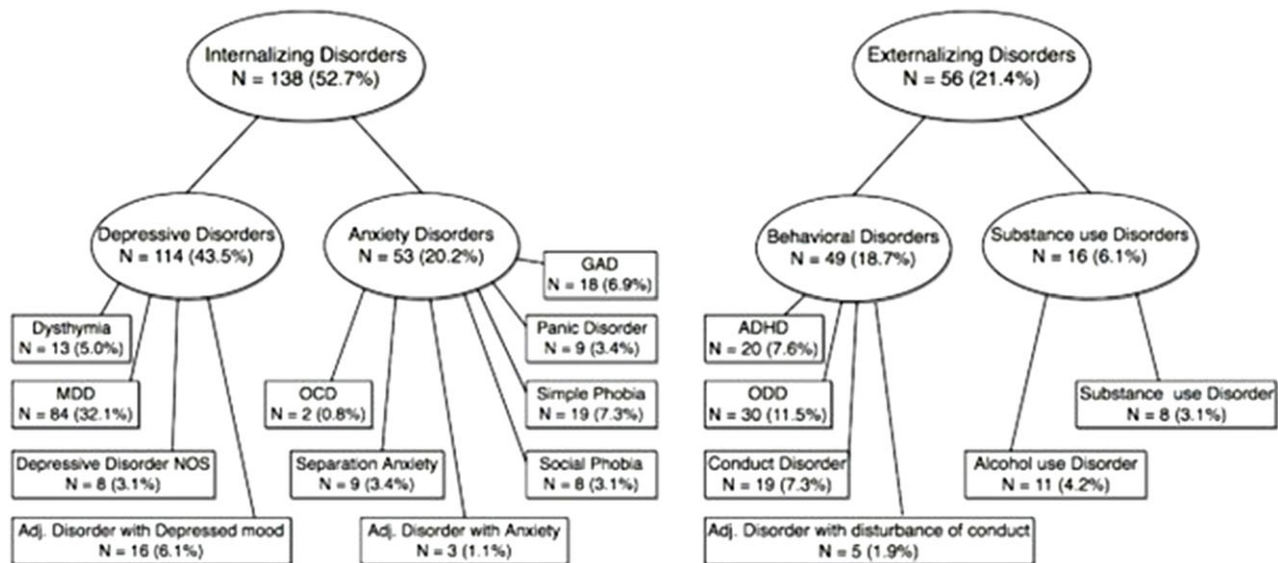 Internalizing Disorders
N = 138 (52.7%)
Externalizing Disorders
N = 56 (21.4%)
Depressive Disorders
N = 114 (43.5%)
Anxiety Disorders
N = 53 (20.2%)
Behavioral Disorders
N = 49 (18.7%)
Substance use Disorders
N = 16 (6.1%)
GAD
N = 18 (6.9%)
Dysthymia
N = 13 (5.0%)
Panic Disorder
N = 9 (3.4%)
ADHD
N = 20 (7.6%)
MDD
N = 84 (32.1%)
OCD
N = 2 (0.8%)
Simple Phobia
N = 19 (7.3%)
ODD
N = 30 (11.5%)
Substance use Disorder
N = 8 (3.1%)
Depressive Disorder NOS
N = 8 (3.1%)
Separation Anxiety
N = 9 (3.4%)
Social Phobia
N = 8 (3.1%)
Conduct Disorder
N = 19 (7.3%)
Alcohol use Disorder
N = 11 (4.2%)
Adj. Disorder with Depressed mood
N = 16 (6.1%)
Adj. Disorder with Anxiety
N = 3 (1.1%)
Adj. Disorder with disturbance of conduct
N = 5 (1.9%)